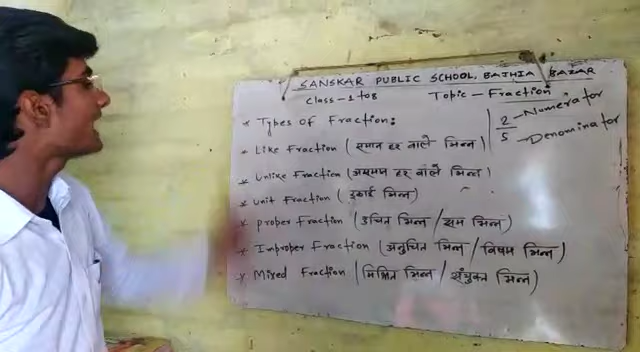 SANSKAR PUBLIC SCHOOL, BAJHIA BAZAR
Class-1 to 8 Topic - Fraction
* Types of Fraction:
* Like Fraction (समान हर वाले भिन्न)
* Unlike Fraction (असमान हर वाले भिन्न)
* Unit Fraction (इकाई भिन्न)
* Proper Fraction (उचित भिन्न / सम भिन्न)
* Improper Fraction (अनुचित भिन्न / विषम भिन्न)
* Mixed Fraction (मिश्रित भिन्न / संयुक्त भिन्न)
2 - Numerator
5 - Denominator